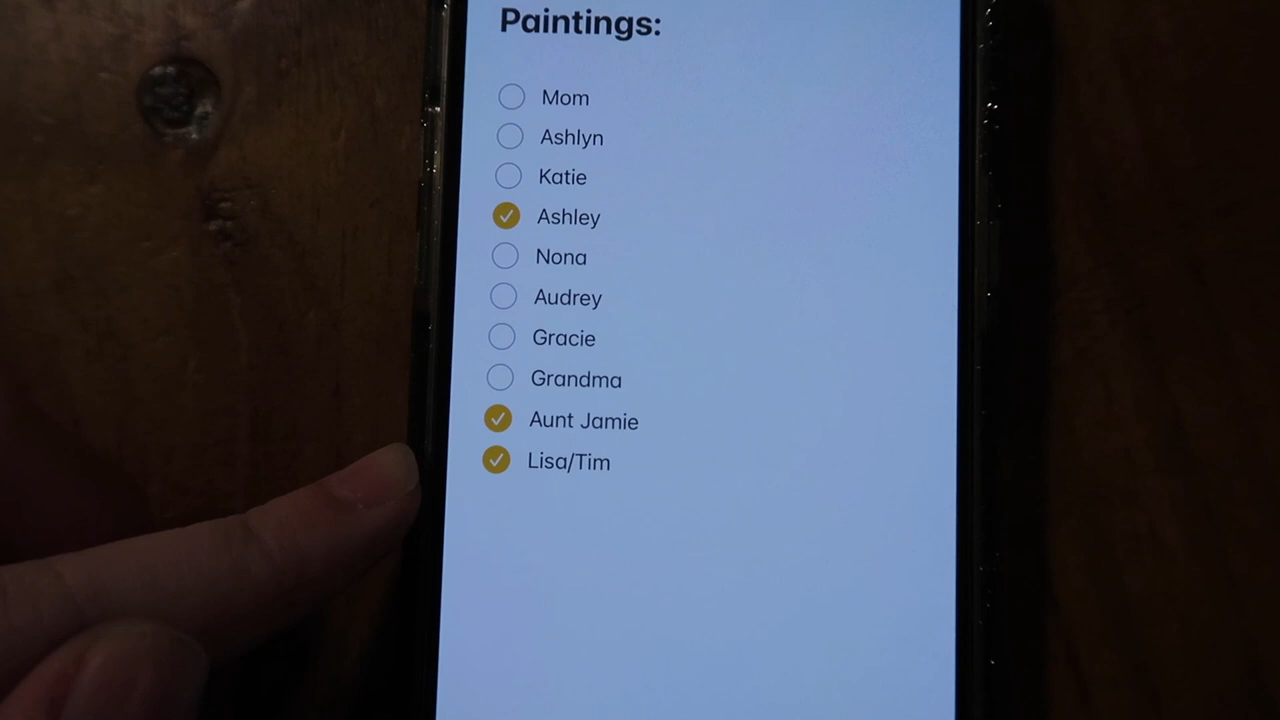 Paintings:
Mom
Ashlyn
Katie
Ashley
Nona
Audrey
Gracie
Grandma
Aunt Jamie
Lisa/Tim